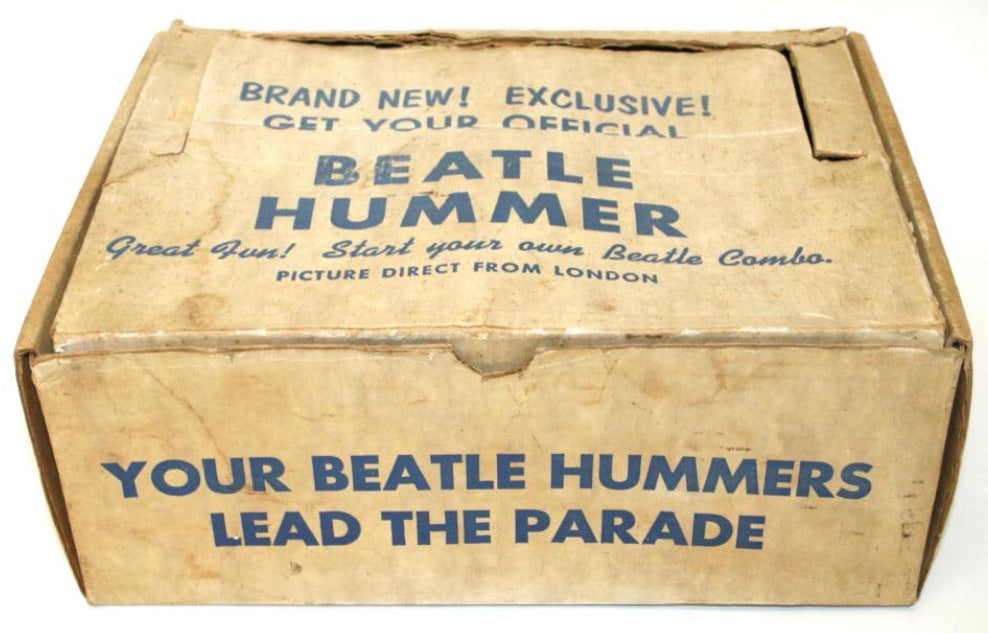 BRAND NEW! EXCLUSIVE!
GET YOUR OFFICIAL
BEATLE
HUMMER
Great Fun! Start your own Beatle Combo.
PICTURE DIRECT FROM LONDON
YOUR BEATLE HUMMERS
LEAD THE PARADE